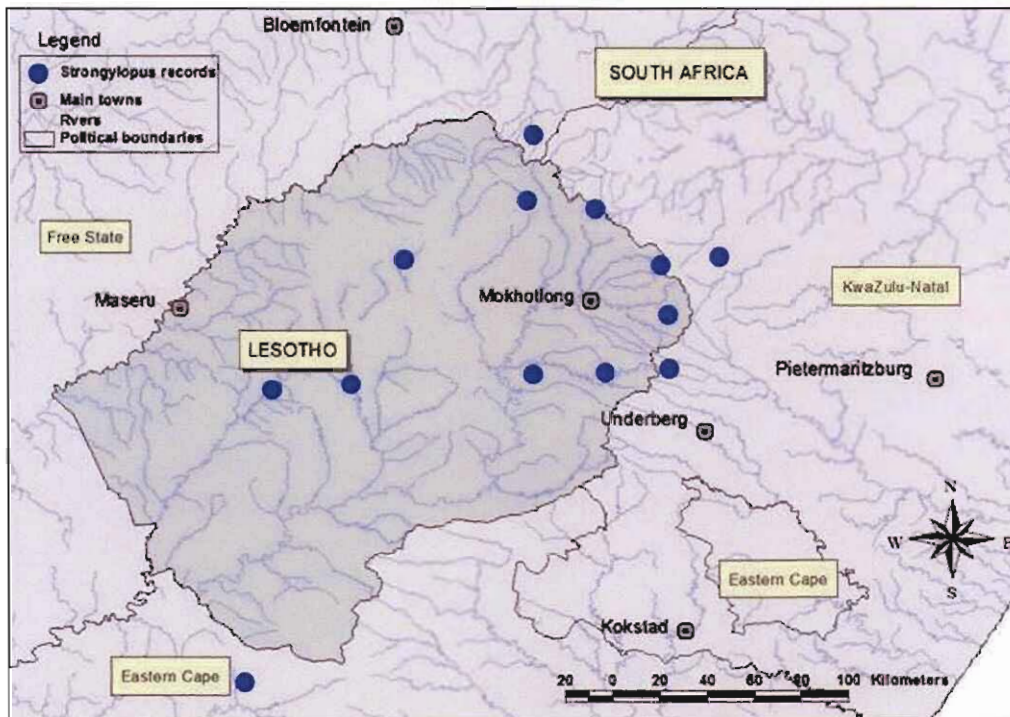 Bloemfontein
Legend
Strongylopus records
Main towns
Rvers
Political boundaries
SOUTH AFRICA
Free State
Maseru
Mokhotlong
KwaZulu-Natal
LESOTHO
Pietermaritzburg
Underberg
N
W E
S
Eastern Cape
Kokstad
Eastern Cape
20 0 20 40 60 80 100 Kilometers